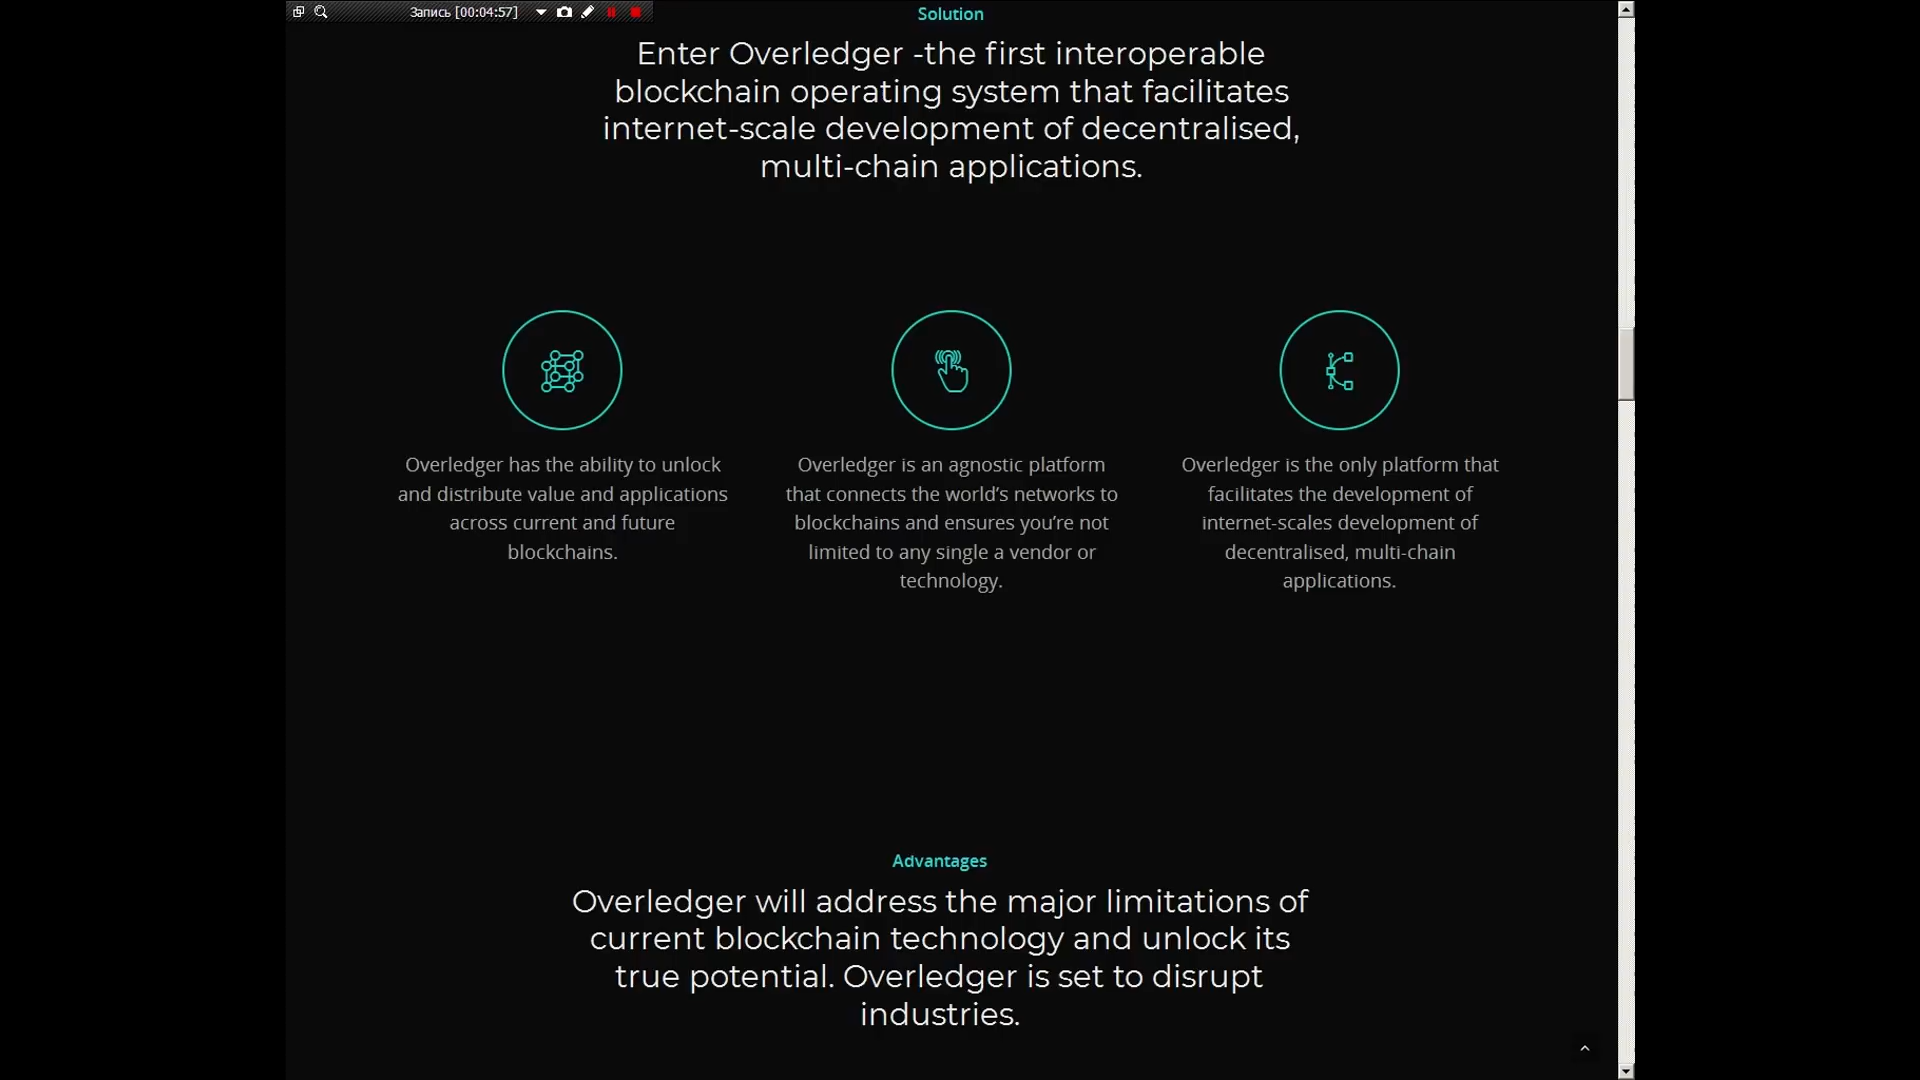 Запись [00:04:57]
Solution
Enter Overledger -the first interoperable
blockchain operating system that facilitates
internet-scale development of decentralised,
multi-chain applications.
Overledger has the ability to unlock
and distribute value and applications
across current and future
blockchains.
Overledger is an agnostic platform
that connects the world’s networks to
blockchains and ensures you’re not
limited to any single a vendor or
technology.
Overledger is the only platform that
facilitates the development of
internet-scales development of
decentralised, multi-chain
applications.
Advantages
Overledger will address the major limitations of
current blockchain technology and unlock its
true potential. Overledger is set to disrupt
industries.